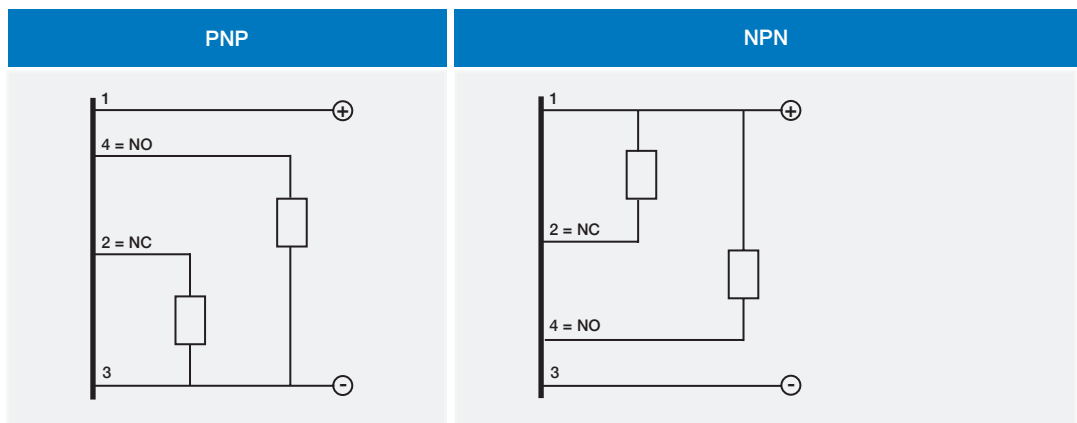 PNP
1
+
4 = NO
2 = NC
3
-
NPN
1
+
2 = NC
4 = NO
3
-